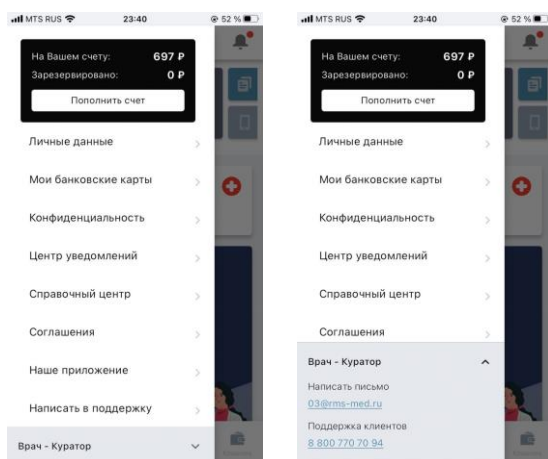 MTS RUS 23:40 52 %
На Вашем счету: 697 ₽
Зарезервировано: 0 ₽
Пополнить счет
Личные данные
Мои банковские карты
Конфиденциальность
Центр уведомлений
Справочный центр
Соглашения
Наше приложение
Написать в поддержку
Врач - Куратор
MTS RUS 23:40 52 %
На Вашем счету: 697 ₽
Зарезервировано: 0 ₽
Пополнить счет
Личные данные
Мои банковские карты
Конфиденциальность
Центр уведомлений
Справочный центр
Соглашения
Врач - Куратор
Написать письмо
03@rms-med.ru
Поддержка клиентов
8 800 770 70 94